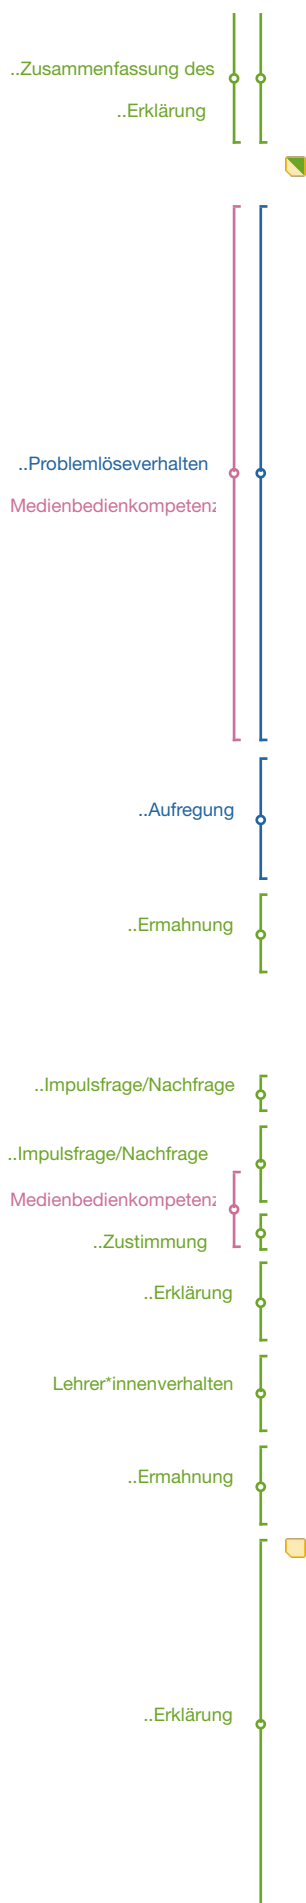 ..Zusammenfassung des
..Erklärung
..Problemlöseverhalten
Medienbedienkompetenz
..Aufregung
..Ermahnung
..Impulsfrage/Nachfrage
..Impulsfrage/Nachfrage
Medienbedienkompetenz
..Zustimmung
..Erklärung
Lehrer*innenverhalten
..Ermahnung
..Erklärung